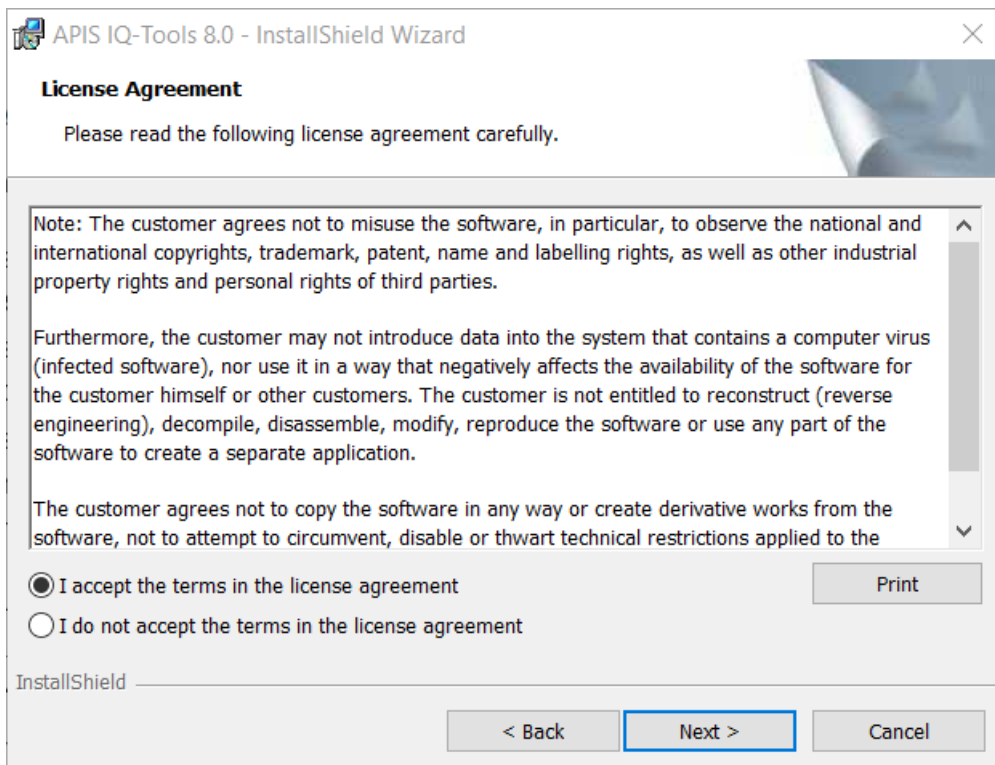 APIS IQ-Tools 8.0 - InstallShield Wizard
License Agreement
Please read the following license agreement carefully.
Note: The customer agrees not to misuse the software, in particular, to observe the national and
international copyrights, trademark, patent, name and labelling rights, as well as other industrial
property rights and personal rights of third parties.
Furthermore, the customer may not introduce data into the system that contains a computer virus
(infected software), nor use it in a way that negatively affects the availability of the software for
the customer himself or other customers. The customer is not entitled to reconstruct (reverse
engineering), decompile, disassemble, modify, reproduce the software or use any part of the
software to create a separate application.
The customer agrees not to copy the software in any way or create derivative works from the
software, not to attempt to circumvent, disable or thwart technical restrictions applied to the
I accept the terms in the license agreement
Print
I do not accept the terms in the license agreement
InstallShield
< Back
Next >
Cancel